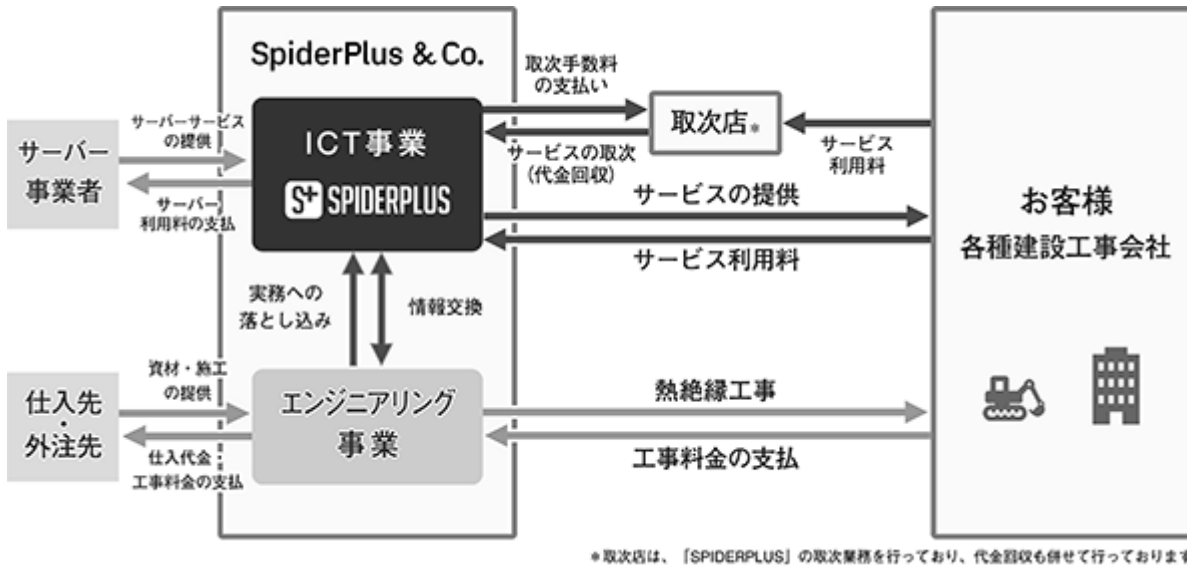 SpiderPlus & Co.
サーバー
事業者
サーバーサービス
の提供
サーバー
利用料の支払
ICT事業
S+ SPIDERPLUS
取次手数料
の支払い
取次店*
サービスの取次
(代金回収)
サービス
利用料
サービスの提供
サービス利用料
お客様
各種建設工事会社
実務への
落とし込み
情報交換
仕入先
・
外注先
資材・施工
の提供
仕入代金・
工事料金の支払
エンジニアリング
事業
熱絶縁工事
工事料金の支払
*取次店は、「SPIDERPLUS」の取次業務を行っており、代金回収も併せて行っております